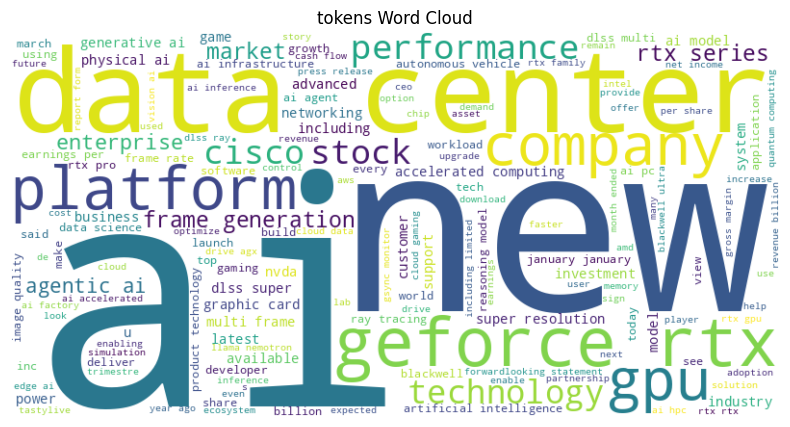 tokens Word Cloud
march
generative ai
game
market
growth
story
cash flow
performance
dlss multi
ai model
remain
rtx series
using
future
physical ai
ai infrastructure
press release
autonomous vehicle
rtx family
net income
data center
report form
vision ai
ai inference
advanced
ceo
option
demand
intel
provide
per share
quantum computing
used
ai agent
networking
chip
asset
offer
application
enterprise
dlss ray
revenue
including
workload
upgrade
company
system
earnings per
frame rate
cisco
stock
ai pc
rtx pro
software
control
every
accelerated computing
platform
new
ai
cost
business
frame generation
aws
tech
download
month ended
many
blackwell ultra
increase
gross margin
revenue billion
data science
optimize
build
cloud data
customer
faster
amd
said
make
launch
drive agx
gsync monitor
cloud gaming
support
including limited
reasoning model
january january
view
de
cloud
top
gaming
nvda
earnings
investment
use
image quality
agentic ai
ai accelerated
dlss super
world
user
memory
sign
help
ai factory
look
graphic card
lab
drive
super resolution
today
model
player
rtx gpu
u
product technology
multi frame
ray tracing
geforce rtx
enabling
simulation
latest
llama nemotron
next
see
adoption
inc
deliver
available
blackwell
forwardlooking statement
gpu
edge ai
trimestre
developer
inference
enable
partnership
solution
power
even
s
technology
industry
tastylive
year ago
ecosystem
share
billion
expected
artificial intelligence
ai hpc
rtx rtx